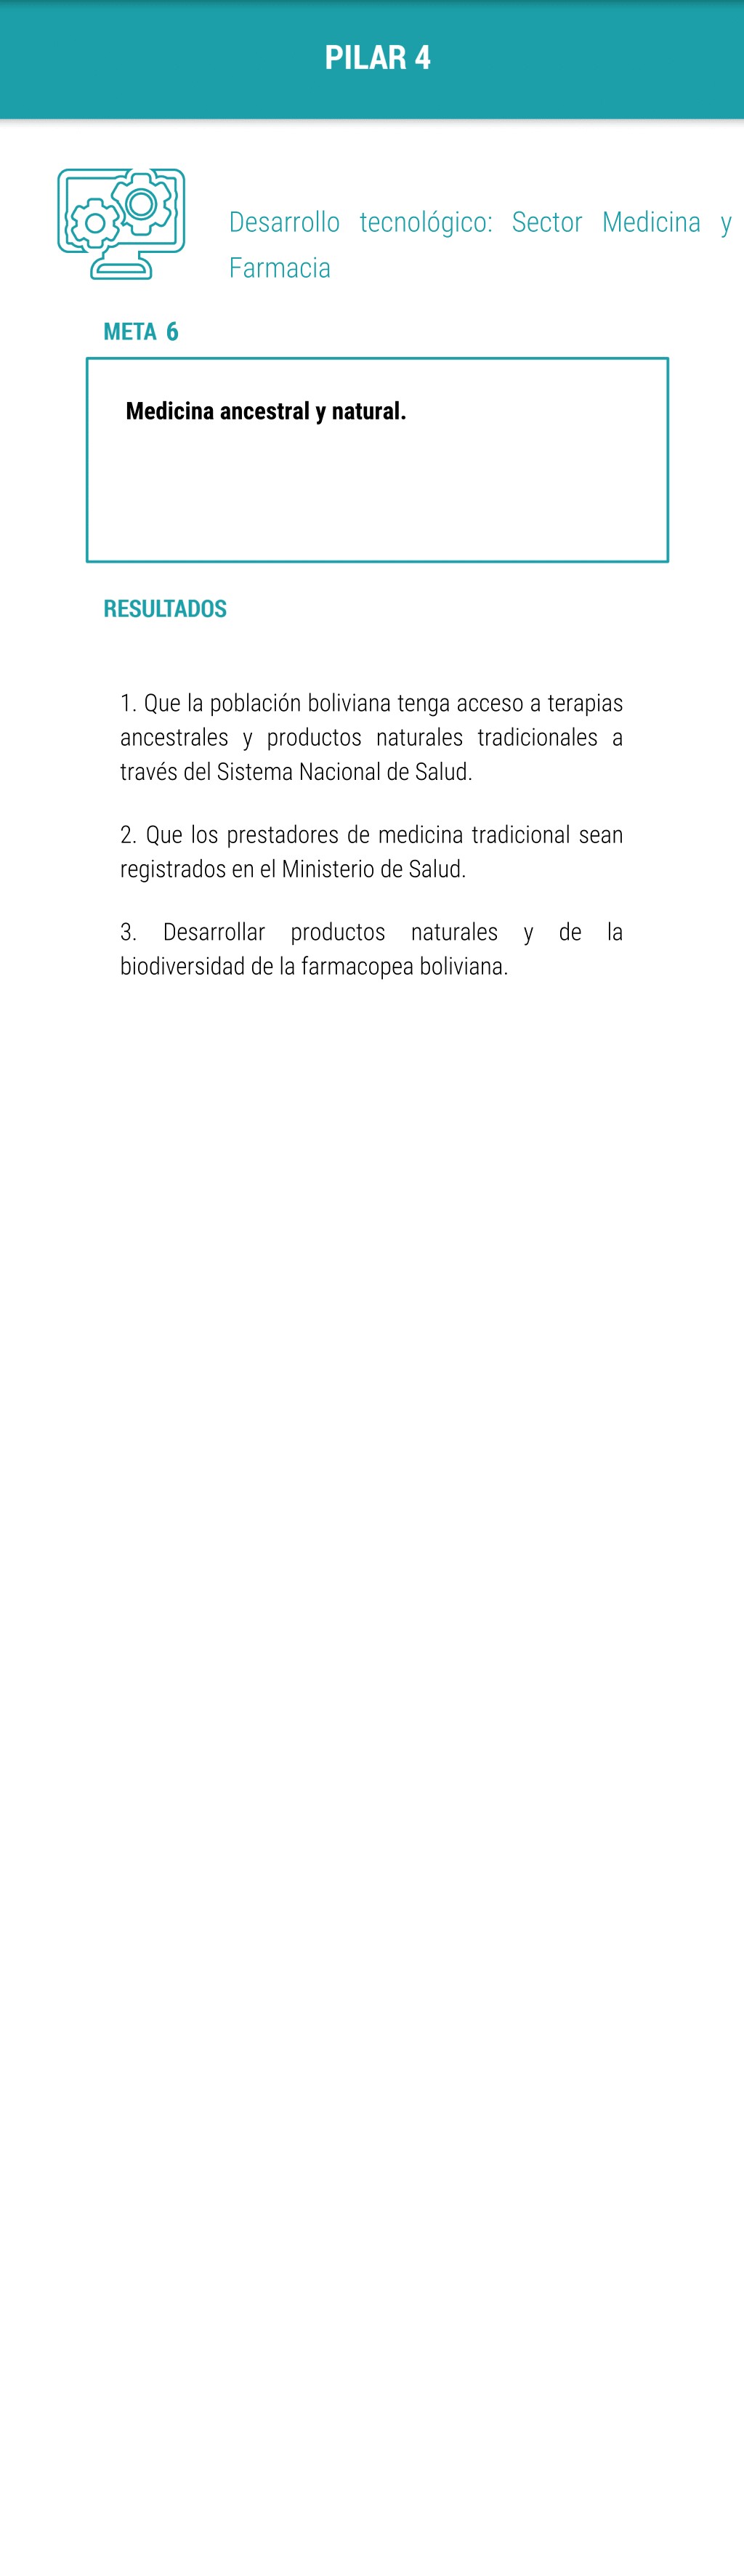 PILAR 4
Desarrollo tecnológico: Sector Medicina y
Farmacia
META 6
Medicina ancestral y natural.
RESULTADOS
1. Que la población boliviana tenga acceso a terapias
ancestrales y productos naturales tradicionales a
través del Sistema Nacional de Salud.
2. Que los prestadores de medicina tradicional sean
registrados en el Ministerio de Salud.
3. Desarrollar productos naturales y de la
biodiversidad de la farmacopea boliviana.